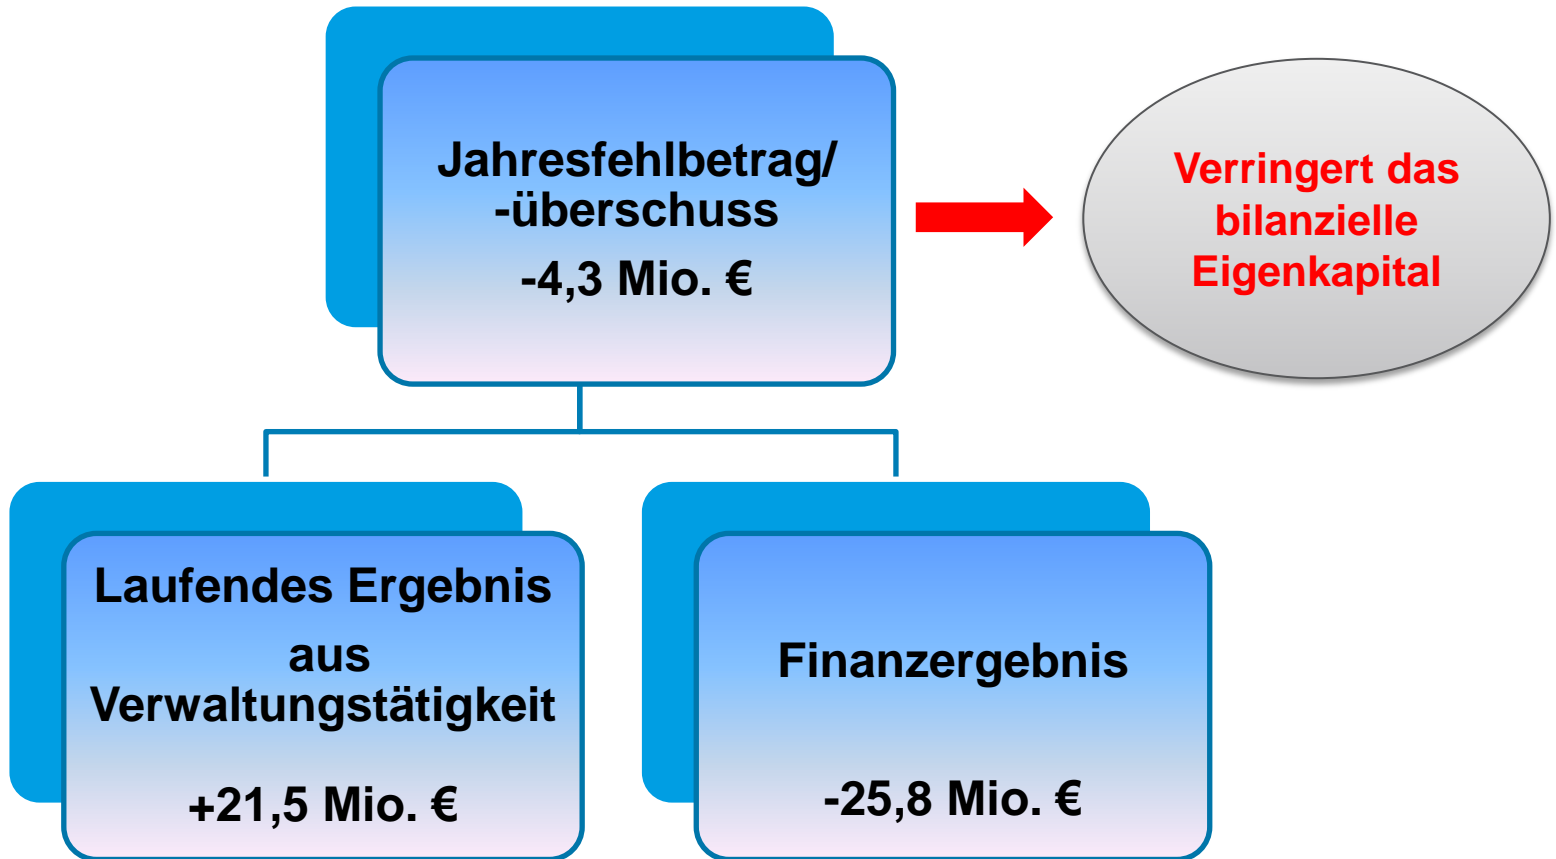 Jahresfehlbetrag/
-überschuss
-4,3 Mio. €
Verringert das
bilanzielle
Eigenkapital
Laufendes Ergebnis
aus
Verwaltungstätigkeit
+21,5 Mio. €
Finanzergebnis
-25,8 Mio. €